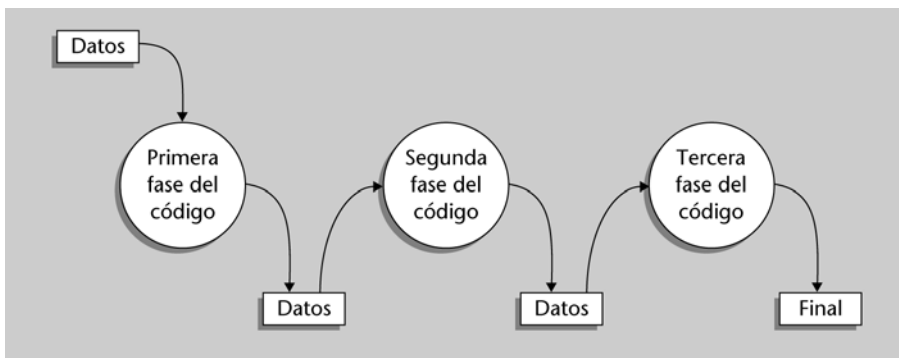 Datos
Primera
fase del
código
Segunda
fase del
código
Tercera
fase del
código
Datos
Datos
Final